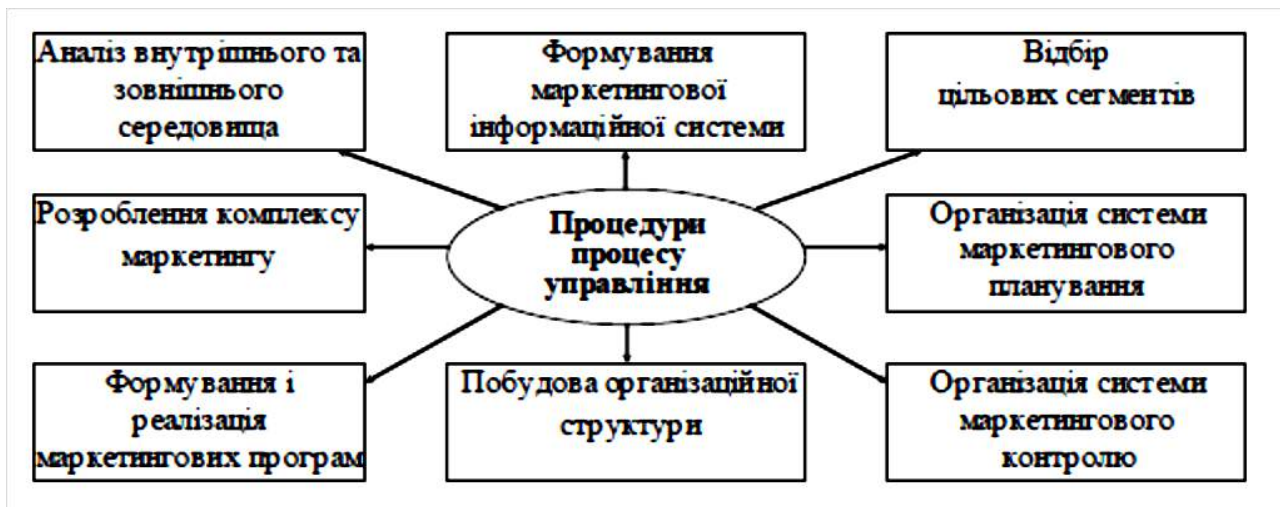 Аналіз внутрішнього та
зовнішнього
середовища
Формування
маркетингової
інформаційної системи
Відбір
цільових сегментів
Розроблення комплексу
маркетингу
Процедури
процесу
управління
Організація системи
маркетингового
планування
Формування і
реалізація
маркетингових програм
Побудова організаційної
структури
Організація системи
маркетингового
контролю